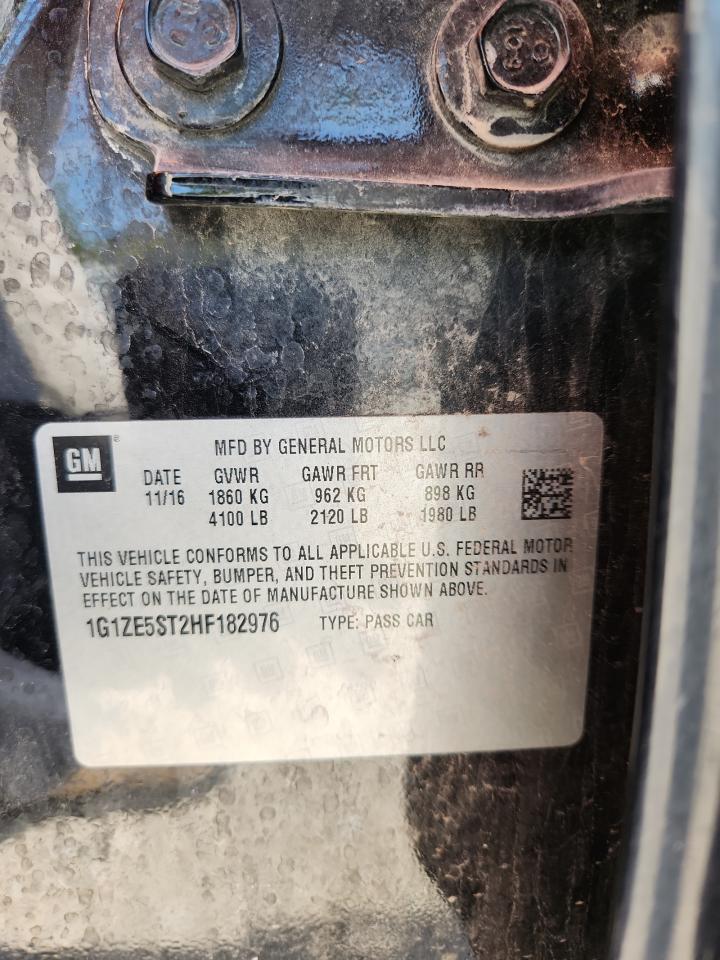 GM
MFD BY GENERAL MOTORS LLC
DATE GVWR GAWR FRT GAWR RR
11/16 1860 KG 962 KG 898 KG
4100 LB 2120 LB 1980 LB
THIS VEHICLE CONFORMS TO ALL APPLICABLE U.S. FEDERAL MOTOR
VEHICLE SAFETY, BUMPER, AND THEFT PREVENTION STANDARDS IN
EFFECT ON THE DATE OF MANUFACTURE SHOWN ABOVE.
1G1ZE5ST2HF182976 TYPE: PASS CAR